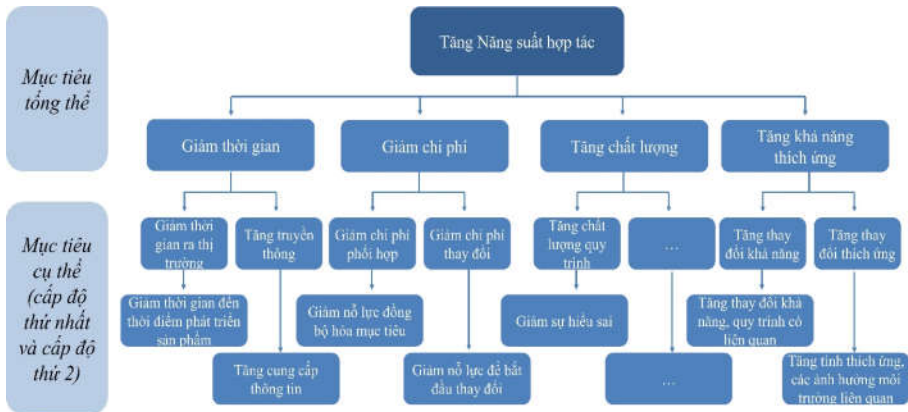 Tăng Năng suất hợp tác
Mục tiêu
tổng thể
Giảm thời gian
Giảm chi phí
Tăng chất lượng
Tăng khả năng
thích ứng
Mục tiêu
cụ thể
(cấp độ
thứ nhất
và cấp độ
thứ 2)
Giảm thời
gian ra thị
trường
Tăng truyền
thông
Giảm chi phí
phối hợp
Giảm chi phí
thay đổi
Tăng chất
lượng quy
trình
...
Tăng thay
đổi khả năng
Tăng thay
đổi thích ứng
Giảm thời gian đến
thời điểm phát triển
sản phẩm
Giảm nỗ lực đồng
bộ hóa mục tiêu
Giảm sự hiểu sai
Tăng thay đổi khả
năng, quy trình có
liên quan
Tăng cung cấp
thông tin
Giảm nỗ lực để bắt
đầu thay đổi
...
Tăng tính thích ứng,
các ảnh hưởng môi
trường liên quan